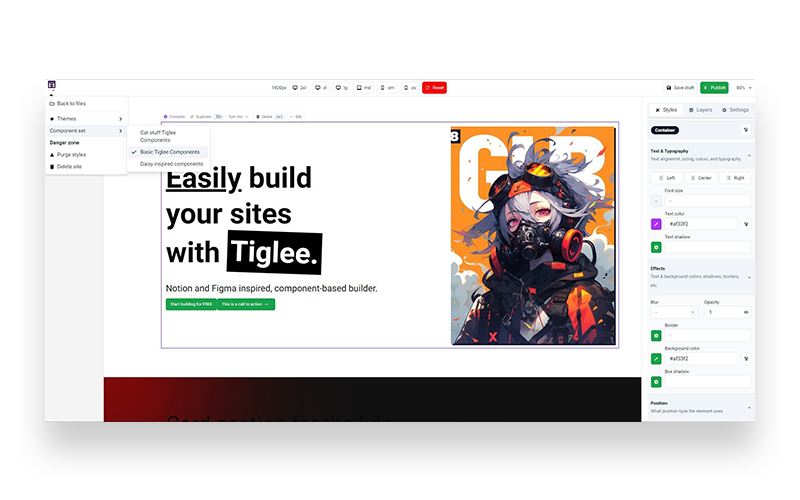 1920px 2xl xl lg md sm xs Reset Save draft Publish 80%
Back to files
Themes
Component set
Danger zone
Purge styles
Delete site
Cat stuff Tiglee
Components
Basic Tiglee Components
Daisy inspired components
Container Duplicate Delete Edit
Easily build
your sites
with Tiglee.
Notion and Figma inspired, component-based builder.
Start building for FREE
This is a call to action
Styles Layers Settings
Container
Text & Typography
Text alignemnt, sizing, colors, and typography.
Left Center Right
Font size
-
Text color
#af33f2
Text shadow
Effects
Text & background colors, shadows, borders,
etc.
Blur Opacity
- 1
Border
-
Background color
#af33f2
Box shadow
Position
What position type the element uses